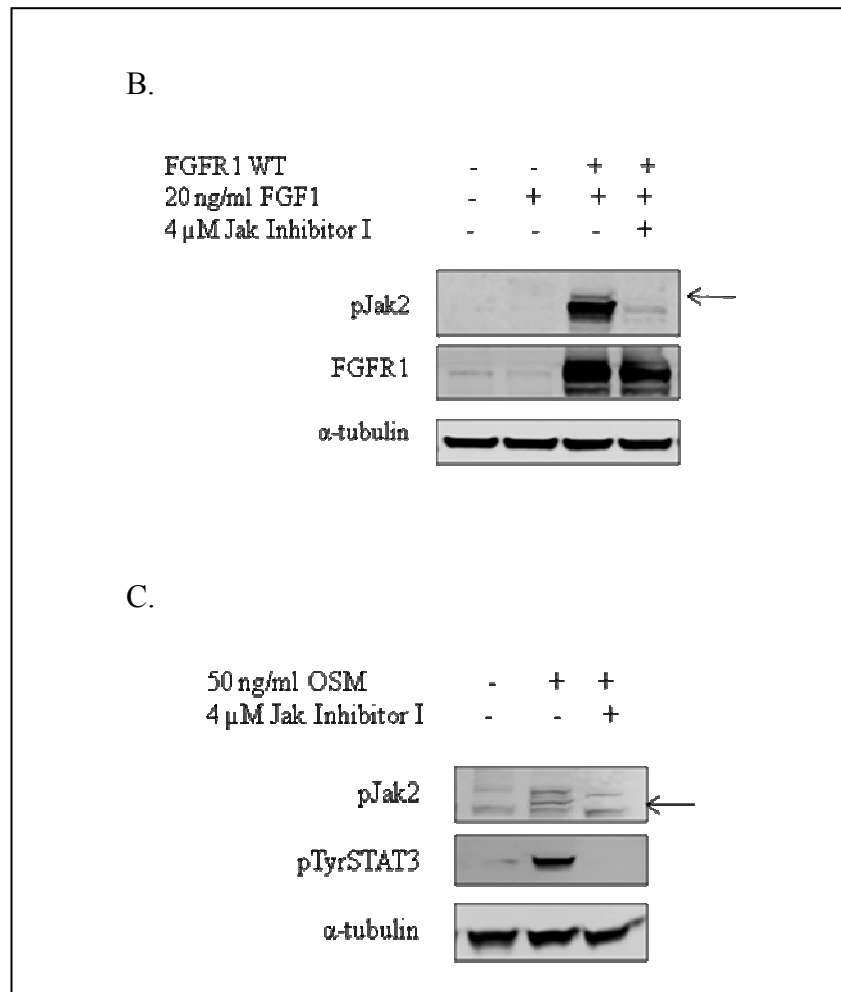 B.
FGFR1 WT - - + +
20 ng/ml FGF1 - + + +
4 µM Jak Inhibitor I - - - +
pJak2
FGFR1
α-tubulin
C.
50 ng/ml OSM - + +
4 µM Jak Inhibitor I - - +
pJak2
pTyrSTAT3
α-tubulin